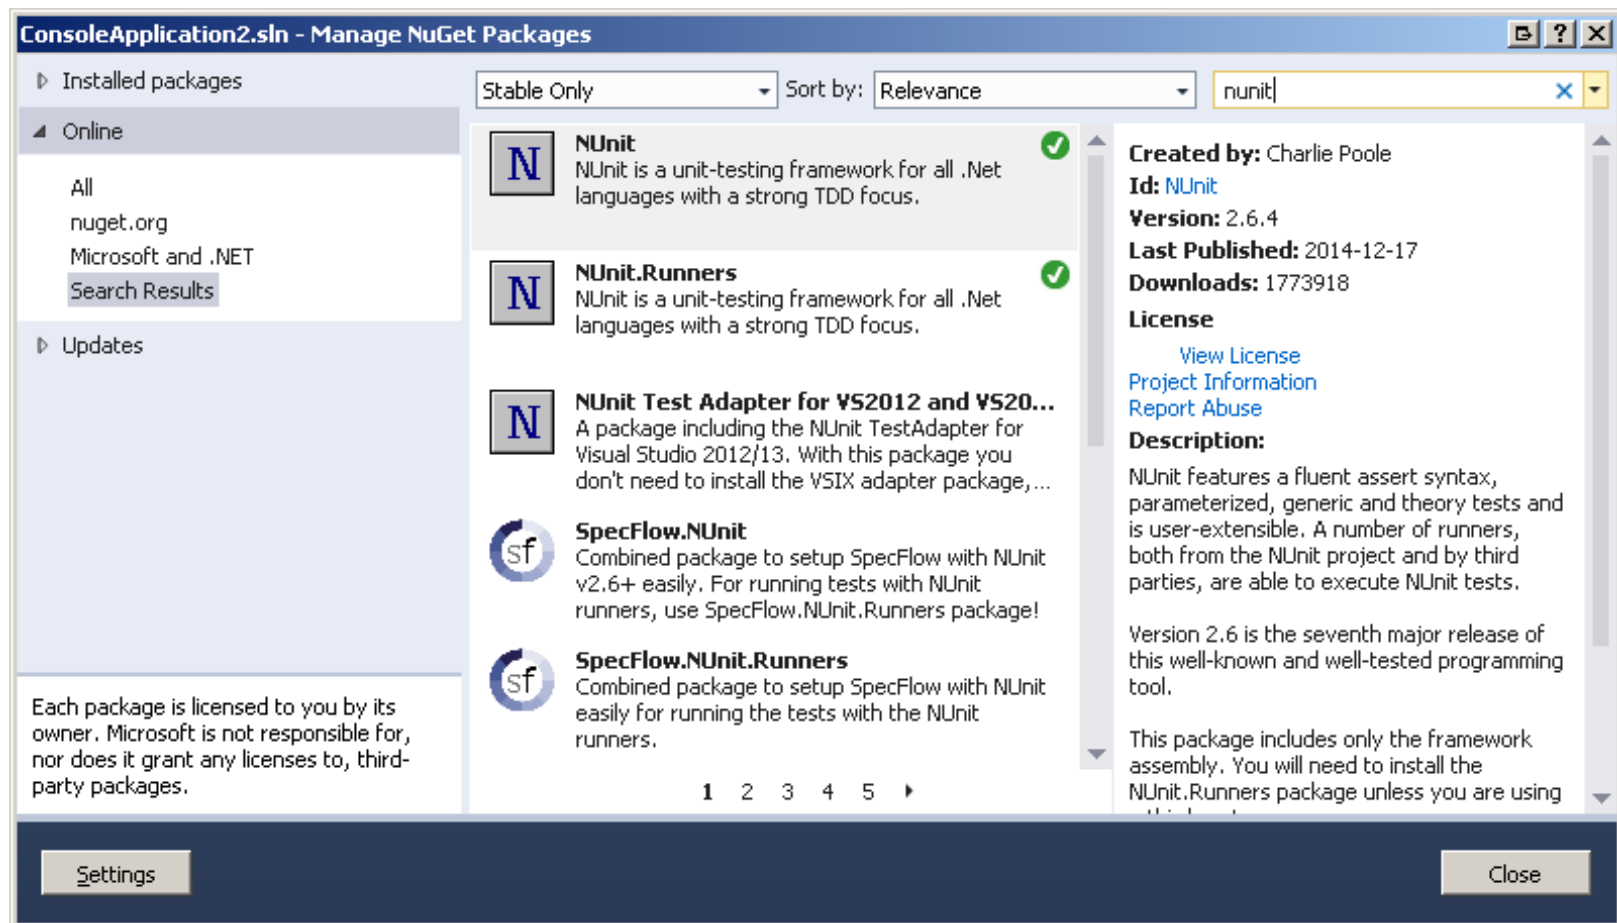 ConsoleApplication2.sln - Manage NuGet Packages
Installed packages
Online
All
nuget.org
Microsoft and .NET
Search Results
Updates
Each package is licensed to you by its
owner. Microsoft is not responsible for,
nor does it grant any licenses to, third-
party packages.
Stable Only
Sort by: Relevance
nunit
N
NUnit
NUnit is a unit-testing framework for all .Net
languages with a strong TDD focus.
N
NUnit.Runners
NUnit is a unit-testing framework for all .Net
languages with a strong TDD focus.
N
NUnit Test Adapter for VS2012 and VS20...
A package including the NUnit TestAdapter for
Visual Studio 2012/13. With this package you
don't need to install the VSIX adapter package,...
sf
SpecFlow.NUnit
Combined package to setup SpecFlow with NUnit
v2.6+ easily. For running tests with NUnit
runners, use SpecFlow.NUnit.Runners package!
sf
SpecFlow.NUnit.Runners
Combined package to setup SpecFlow with NUnit
easily for running the tests with the NUnit
runners.
1 2 3 4 5
Created by: Charlie Poole
Id: NUnit
Version: 2.6.4
Last Published: 2014-12-17
Downloads: 1773918
License
View License
Project Information
Report Abuse
Description:
NUnit features a fluent assert syntax,
parameterized, generic and theory tests and
is user-extensible. A number of runners,
both from the NUnit project and by third
parties, are able to execute NUnit tests.
Version 2.6 is the seventh major release of
this well-known and well-tested programming
tool.
This package includes only the framework
assembly. You will need to install the
NUnit.Runners package unless you are using
Settings
Close